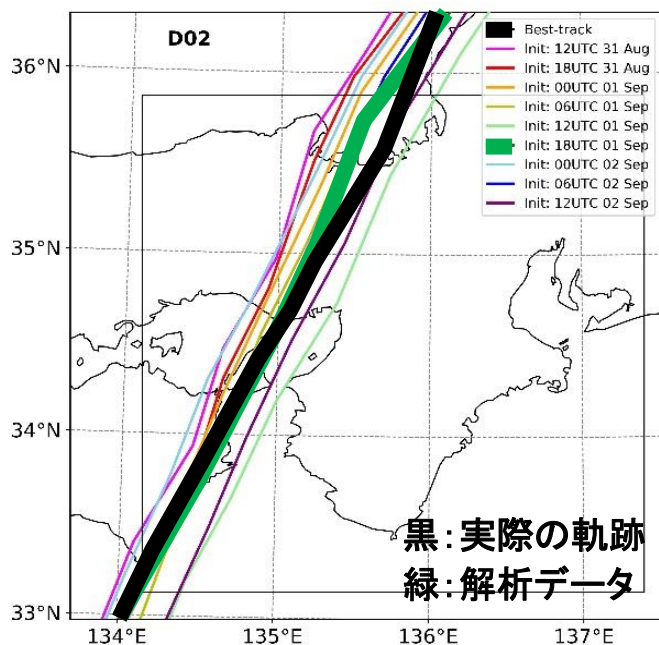 D02
Best-track
Init: 12UTC 31 Aug
Init: 18UTC 31 Aug
Init: 00UTC 01 Sep
Init: 06UTC 01 Sep
Init: 12UTC 01 Sep
Init: 18UTC 01 Sep
Init: 00UTC 02 Sep
Init: 06UTC 02 Sep
Init: 12UTC 02 Sep
36°N
35°N
34°N
33°N
黒：実際の軌跡
緑：解析データ
134°E
135°E
136°E
137°E